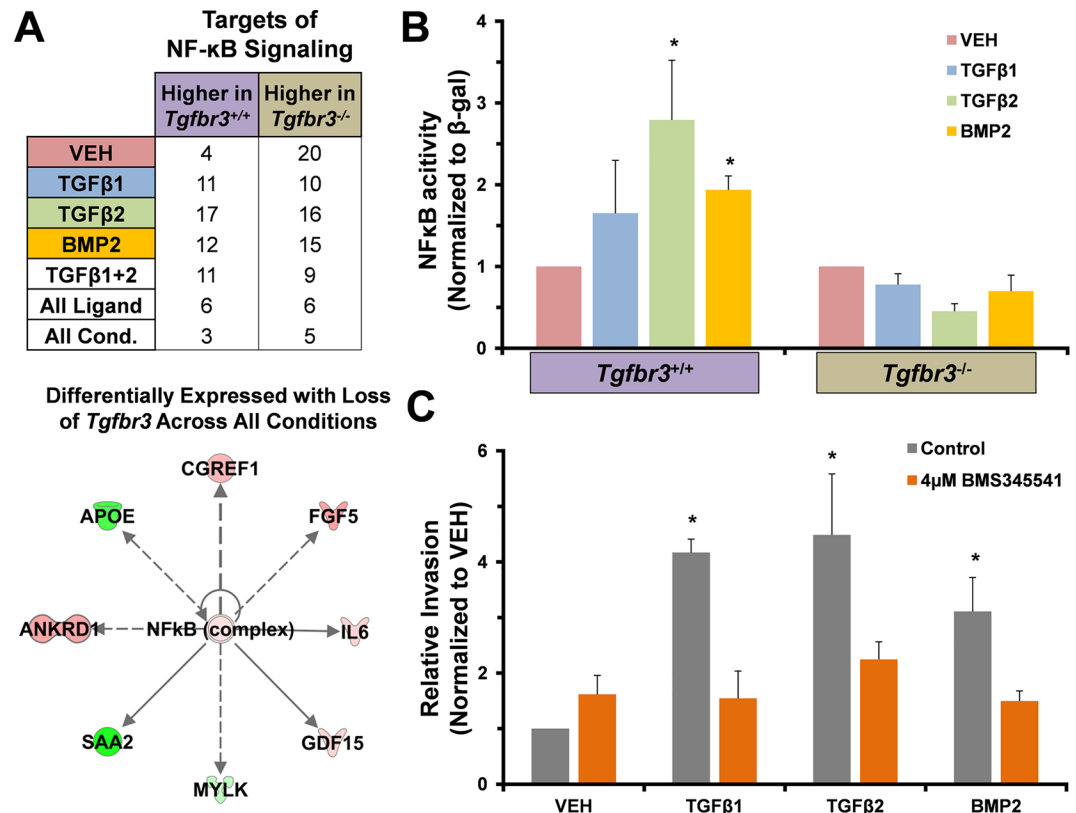 A
Targets of
NF-κB Signaling
Higher in Higher in
Tgfbr3+/+ Tgfbr3-/-
VEH 4 20
TGFβ1 11 10
TGFβ2 17 16
BMP2 12 15
TGFβ1+2 11 9
All Ligand 6 6
All Cond. 3 5
Differentially Expressed with Loss
of Tgfbr3 Across All Conditions
CGREF1
APOE FGF5
ANKRD1 NFkB (complex) IL6
SAA2 GDF15
MYLK
B
NFκB acitivity
(Normalized to β-gal)
4
3
2
1
0
* *
VEH
TGFβ1
TGFβ2
BMP2
Tgfbr3+/+ Tgfbr3-/-
C
Relative Invasion
(Normalized to VEH)
6
4
2
0
* * *
Control
4µM BMS345541
VEH TGFβ1 TGFβ2 BMP2